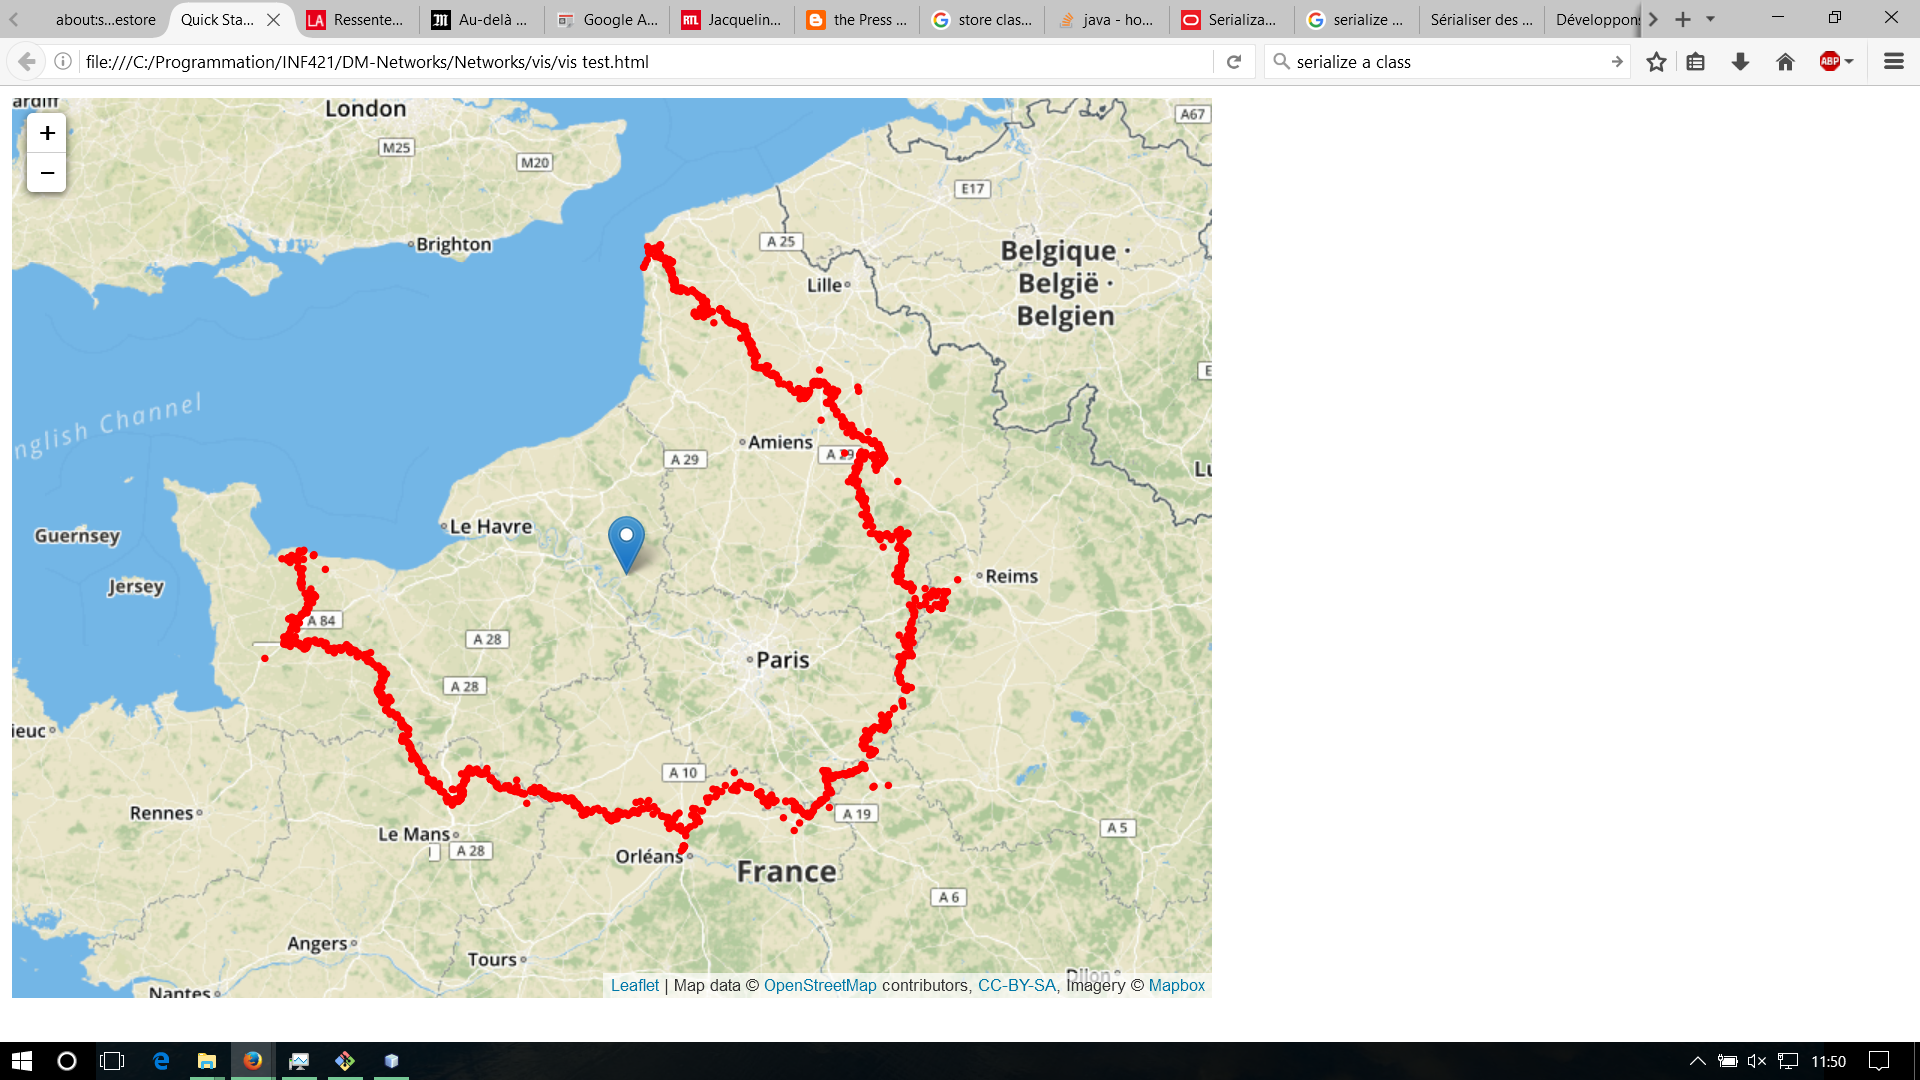 about:s...estore
Quick Sta...
Ressente...
Au-delà ...
Google A...
Jacquelin...
the Press ...
store clas...
java - ho...
Serializa...
serialize ...
Sérialiser des ...
Développons
file:///C:/Programmation/INF421/DM-Networks/Networks/vis/vis test.html
serialize a class
ABP
ardiff
London
A67
+
M25
M20
−
E17
Brighton
A 25
Belgique ·
België ·
Belgien
Lille
E
nglish Channel
Amiens
A 29
A 29
Lu
Le Havre
Guernsey
Reims
Jersey
A 84
A 28
Paris
A 28
ieuc
A 10
Rennes
A 19
Le Mans
A 5
A 28
Orléans
France
A 6
Angers
Tours
Dijon
Nantes
Leaflet | Map data © OpenStreetMap contributors, CC-BY-SA, Imagery © Mapbox
11:50